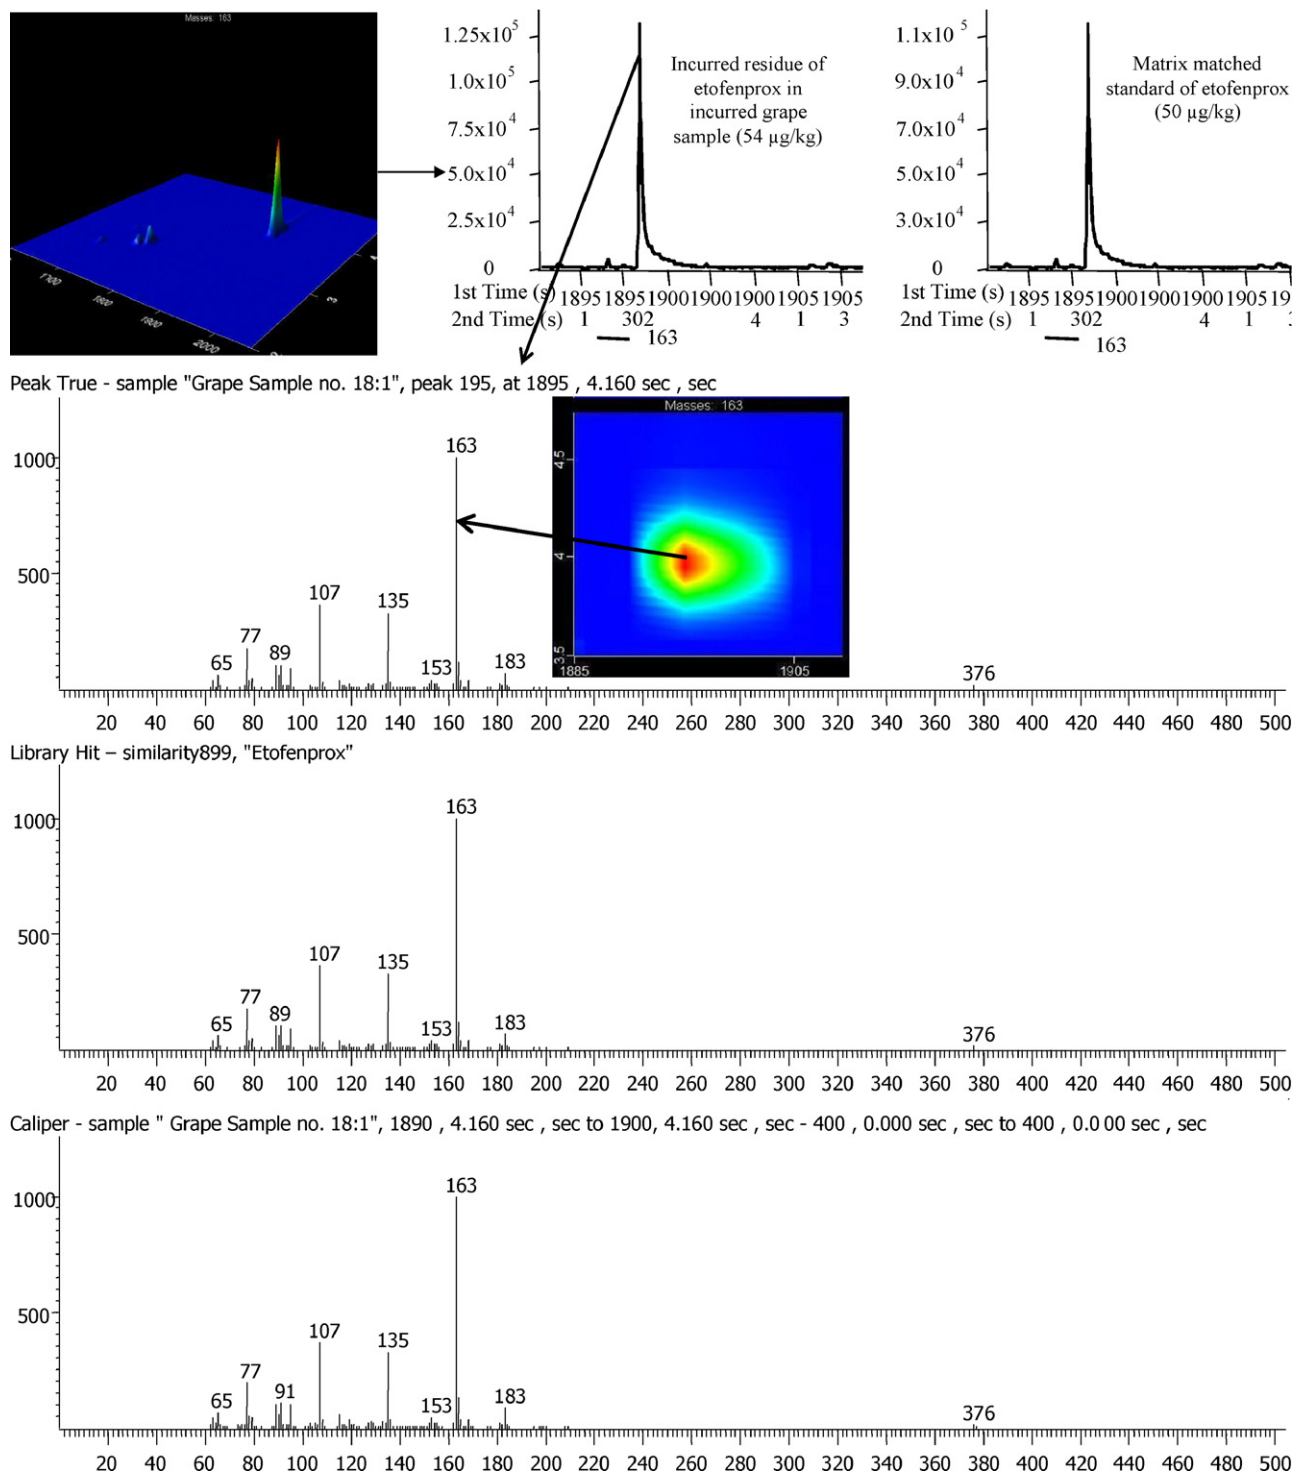 Masses: 163
1700
1800
1900
2000
3
4
1.25x10^5
1.0x10^5
7.5x10^4
5.0x10^4
2.5x10^4
0
Incurred residue of
etofenprox in
incurred grape
sample (54 µg/kg)
1st Time (s) 1895 1895 1900 1900 1900 1905 1905
2nd Time (s) 1 302 4 1 3
163
1.1x10^5
9.0x10^4
7.0x10^4
5.0x10^4
3.0x10^4
0
Matrix matched
standard of etofenprox
(50 µg/kg)
1st Time (s) 1895 1895 1900 1900 1900 1905 19
2nd Time (s) 1 302 4 1
163
Peak True - sample "Grape Sample no. 18:1", peak 195, at 1895 , 4.160 sec , sec
1000
500
65 77 89 107 135 153 163 183 376
20 40 60 80 100 120 140 160 180 200 220 240 260 280 300 320 340 360 380 400 420 440 460 480 500
Masses: 163
4.5
4
3.5
1885 1905
Library Hit – similarity899, "Etofenprox"
1000
500
65 77 89 107 135 153 163 183 376
20 40 60 80 100 120 140 160 180 200 220 240 260 280 300 320 340 360 380 400 420 440 460 480 500
Caliper - sample " Grape Sample no. 18:1", 1890 , 4.160 sec , sec to 1900, 4.160 sec , sec - 400 , 0.000 sec , sec to 400 , 0.0 00 sec , sec
1000
500
65 77 91 107 135 153 163 183 376
20 40 60 80 100 120 140 160 180 200 220 240 260 280 300 320 340 360 380 400 420 440 460 480 500